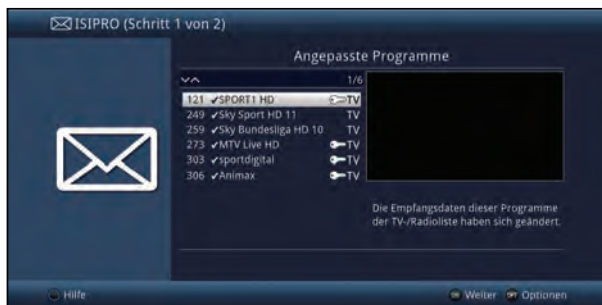 ISIPRO (Schritt 1 von 2)
Angepasste Programme
1/6
121 ✔SPORT1 HD TV
249 ✔Sky Sport HD 11 TV
259 ✔Sky Bundesliga HD 10 TV
273 ✔MTV Live HD TV
303 ✔sportdigital TV
306 ✔Animax TV
Die Empfangsdaten dieser Programme
der TV-/Radioliste haben sich geändert.
Hilfe
OK Weiter OPT Optionen